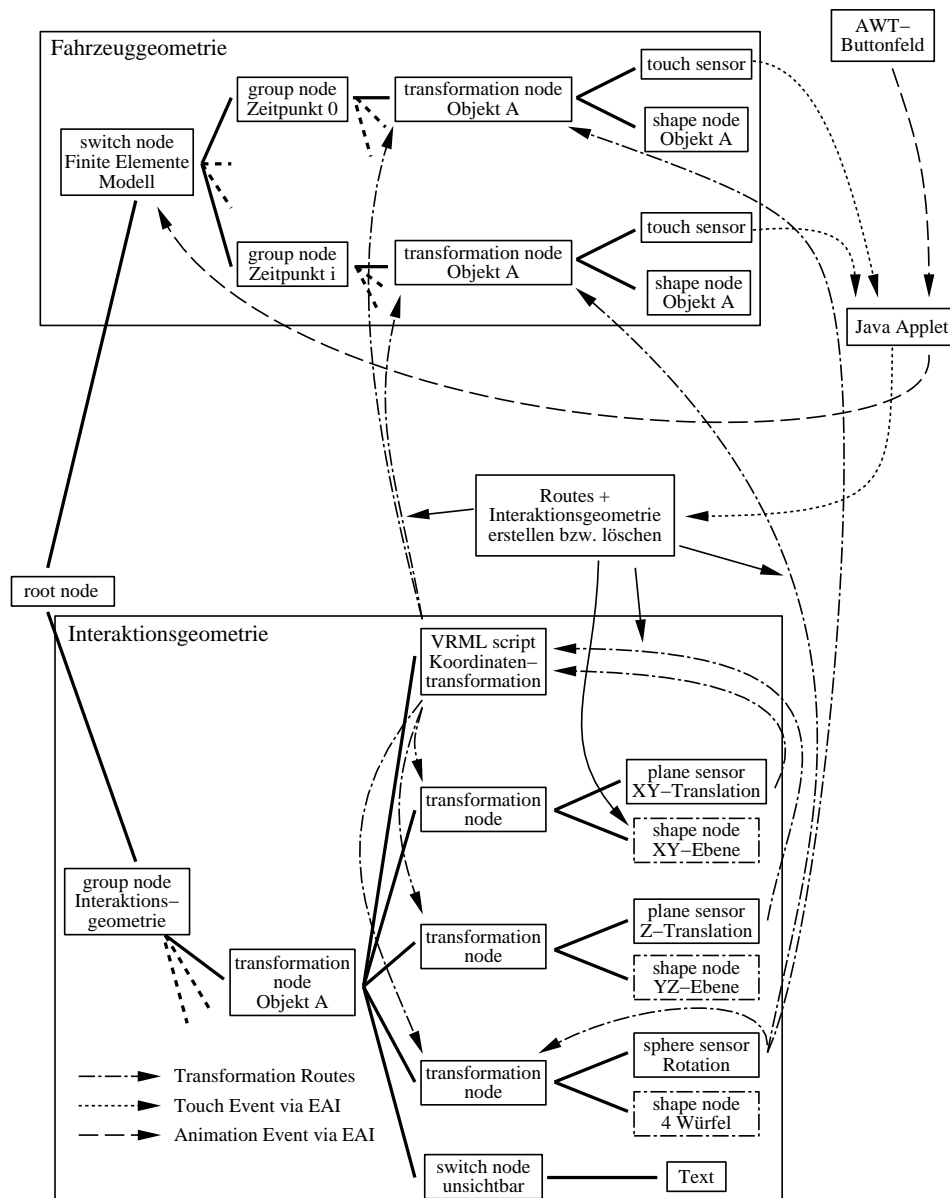 Fahrzeuggeometrie
AWT–
Buttonfeld
touch sensor
group node
Zeitpunkt 0
transformation node
Objekt A
shape node
Objekt A
switch node
Finite Elemente
Modell
touch sensor
group node
Zeitpunkt i
transformation node
Objekt A
shape node
Objekt A
Java Applet
Routes +
Interaktionsgeometrie
erstellen bzw. löschen
root node
Interaktionsgeometrie
VRML script
Koordinaten–
transformation
plane sensor
XY–Translation
transformation
node
shape node
XY–Ebene
group node
Interaktions–
geometrie
plane sensor
Z–Translation
transformation
node
shape node
YZ–Ebene
transformation
node
Objekt A
sphere sensor
Rotation
transformation
node
shape node
4 Würfel
Transformation Routes
Touch Event via EAI
Animation Event via EAI
switch node
unsichtbar
Text